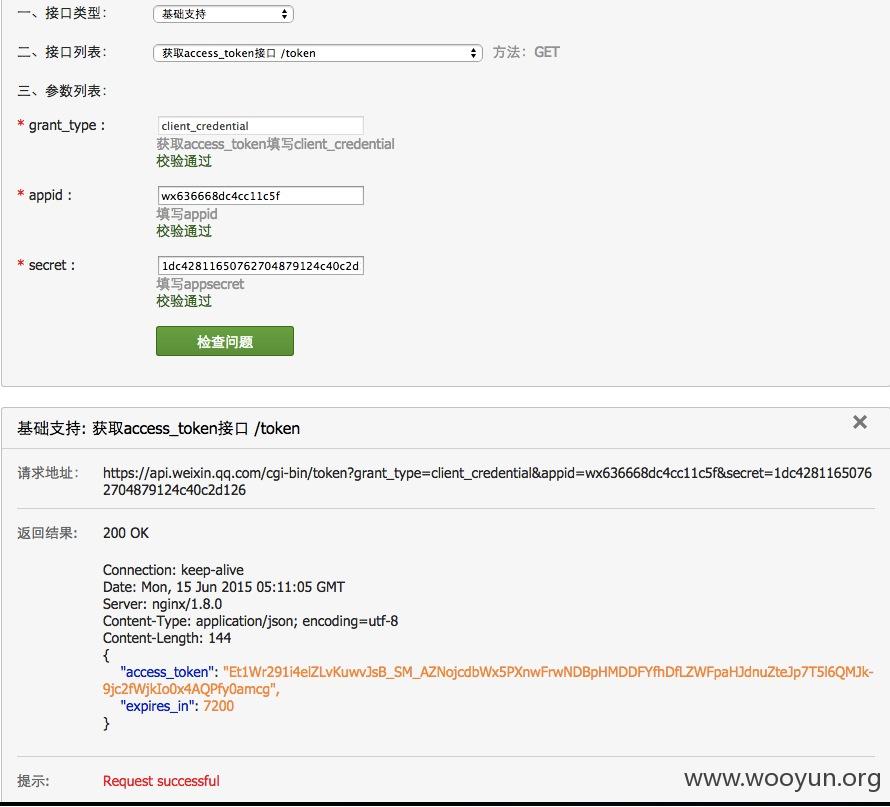 一、接口类型: 基础支持
二、接口列表: 获取access_token接口 /token 方法: GET
三、参数列表:
* grant_type : client_credential
获取access_token填写client_credential
校验通过
* appid : wx636668dc4cc11c5f
填写appid
校验通过
* secret : 1dc42811650762704879124c40c2d
填写appsecret
校验通过
检查问题
基础支持: 获取access_token接口 /token ×
请求地址: https://api.weixin.qq.com/cgi-bin/token?grant_type=client_credential&appid=wx636668dc4cc11c5f&secret=1dc4281165076
2704879124c40c2d126
返回结果: 200 OK
Connection: keep-alive
Date: Mon, 15 Jun 2015 05:11:05 GMT
Server: nginx/1.8.0
Content-Type: application/json; encoding=utf-8
Content-Length: 144
{
"access_token": "Et1Wr291i4elZLvKuwvJsB_SM_AZNojcdbWx5PXnwFrwNDBpHMDDFYfhDfLZWFpaHJdnuZteJp7T5l6QMJk-
9jc2fWjkIo0x4AQPfy0amcg",
"expires_in": 7200
}
提示: Request successful
www.wooyun.org